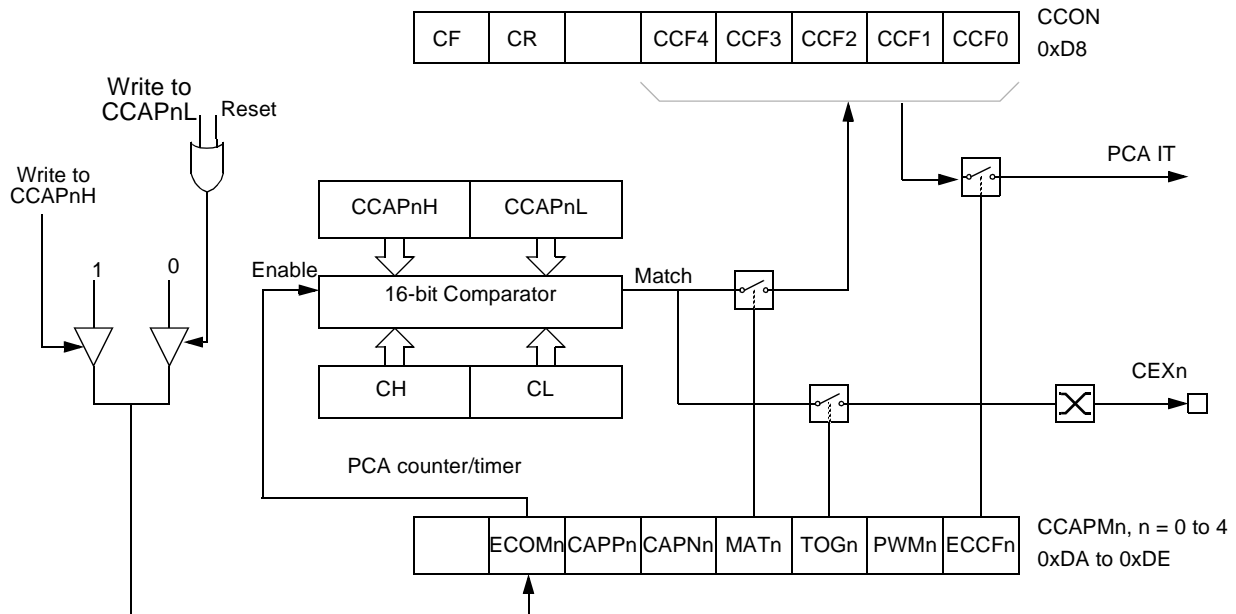 CF CR CCF4 CCF3 CCF2 CCF1 CCF0
CCON
0xD8
Write to
CCAPnL
Reset
Write to
CCAPnH
PCA IT
CCAPnH CCAPnL
1 0
Enable
16-bit Comparator
Match
CH CL
CEXn
PCA counter/timer
ECOMn CAPPn CAPNn MATn TOGn PWMn ECCFn
CCAPMn, n = 0 to 4
0xDA to 0xDE